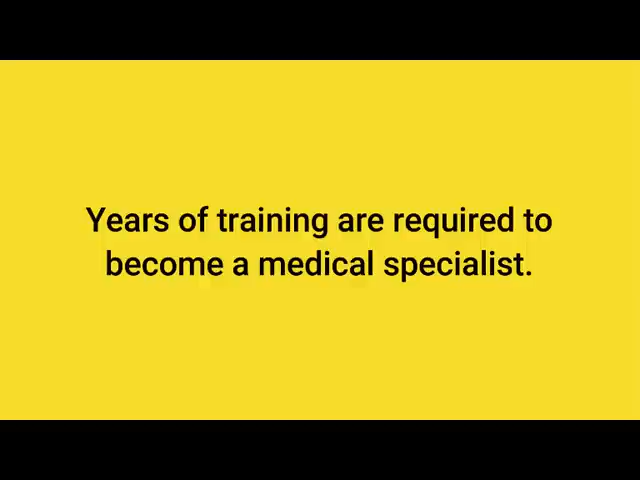 Years of training are required to
become a medical specialist.